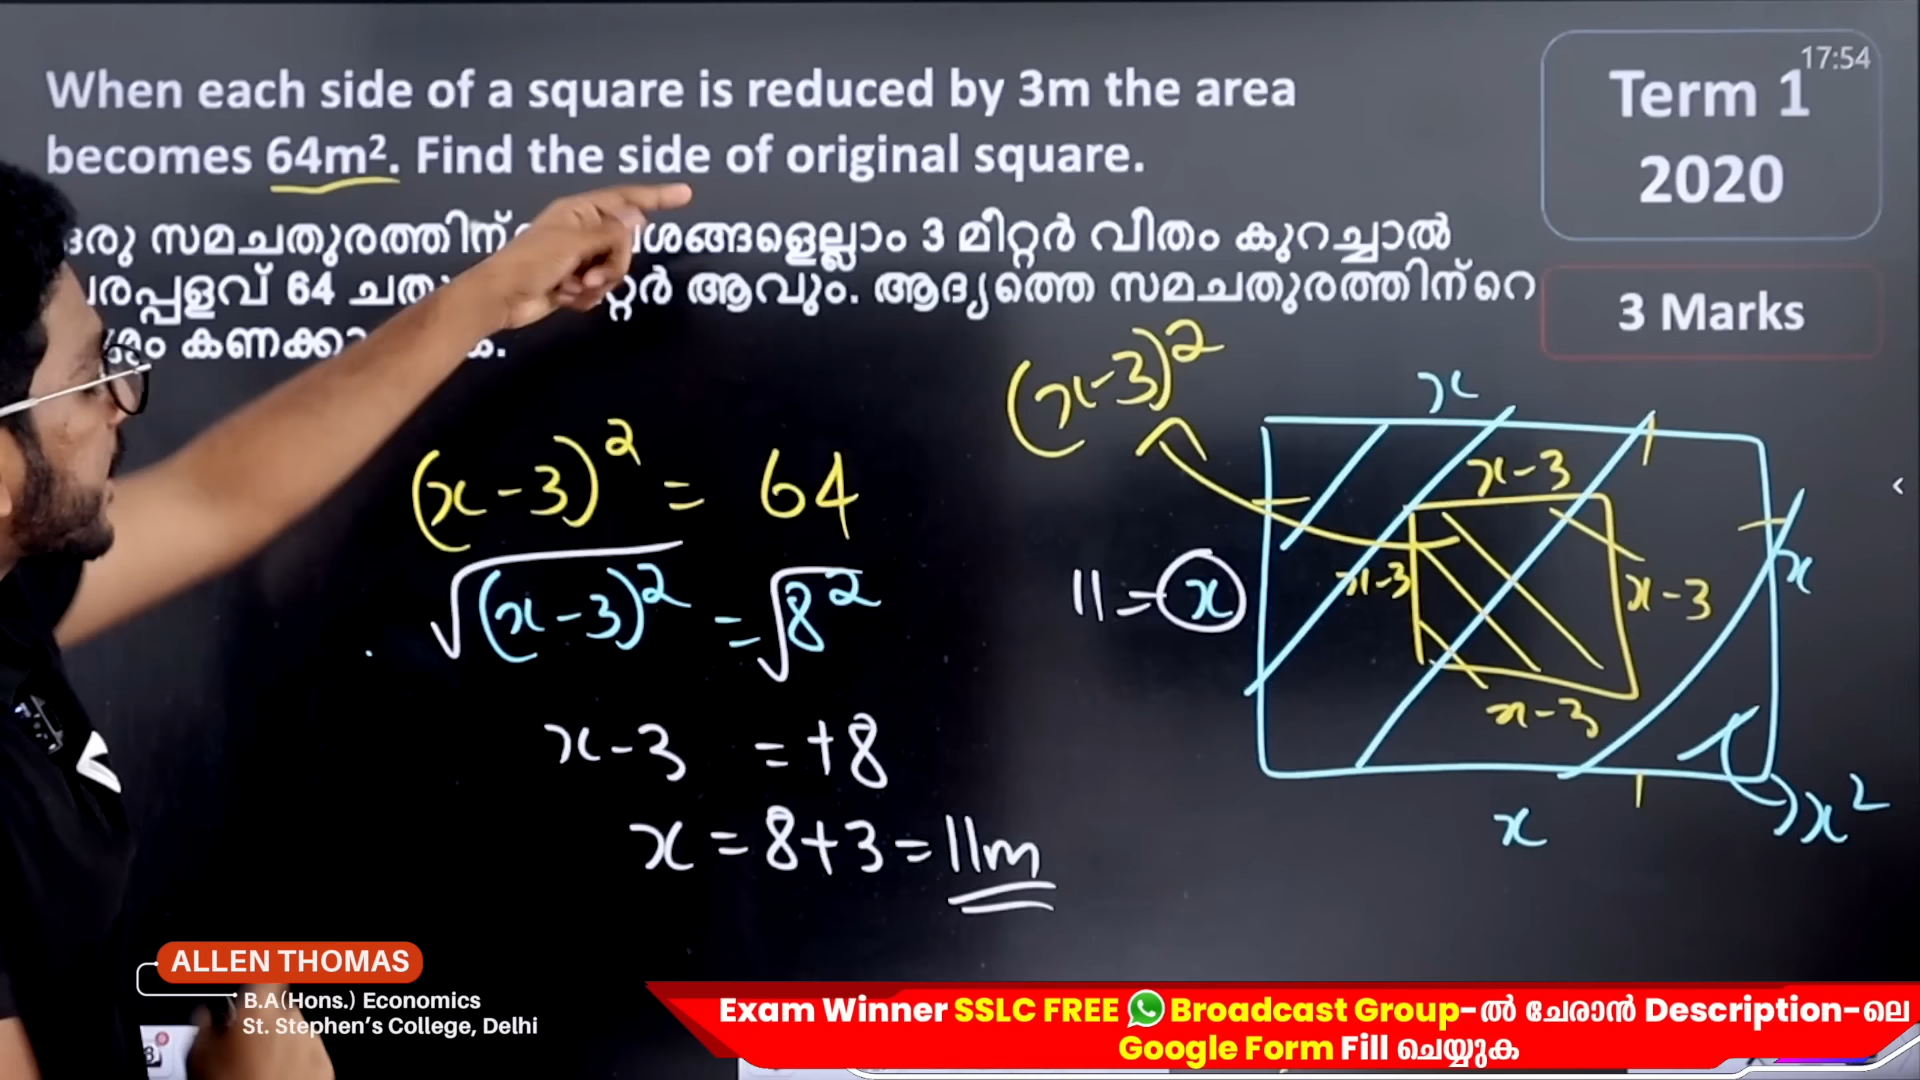 17:54
When each side of a square is reduced by 3m the area
becomes 64m². Find the side of original square.
Term 1
2020
3 Marks
സമചതുരത്തിന് 3 മീറ്റർ വീതം കുറച്ചാൽ
64 ആവും. ആദ്യത്തെ സമചതുരത്തിന്റെ
(x-3)²
x
(x-3)² = 64
x-3
√(x-3)² = √8²
11 = x
x-3
x-3
x
x-3
x-3 = +8
x = 8+3 = 11m
x
x²
ALLEN THOMAS
B.A(Hons.) Economics
St. Stephen's College, Delhi
Exam Winner SSLC FREE Broadcast Group-ൽ ചേരാൻ Description-ലെ
Google Form Fill ചെയ്യുക